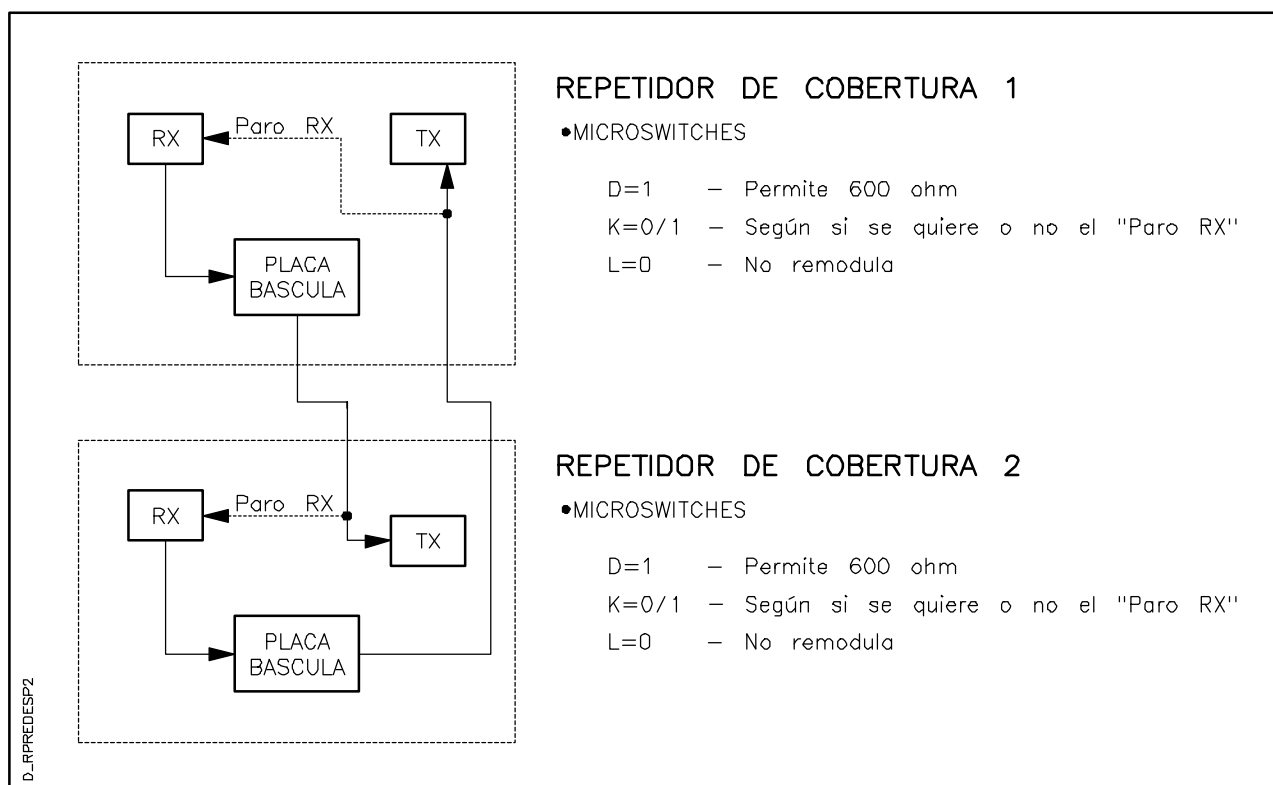 REPETIDOR DE COBERTURA 1
•MICROSWITCHES
D=1 – Permite 600 ohm
K=0/1 – Según si se quiere o no el "Paro RX"
L=0 – No remodula
RX
Paro RX
TX
PLACA
BASCULA
REPETIDOR DE COBERTURA 2
•MICROSWITCHES
D=1 – Permite 600 ohm
K=0/1 – Según si se quiere o no el "Paro RX"
L=0 – No remodula
RX
Paro RX
TX
PLACA
BASCULA
D_RPREDESP2